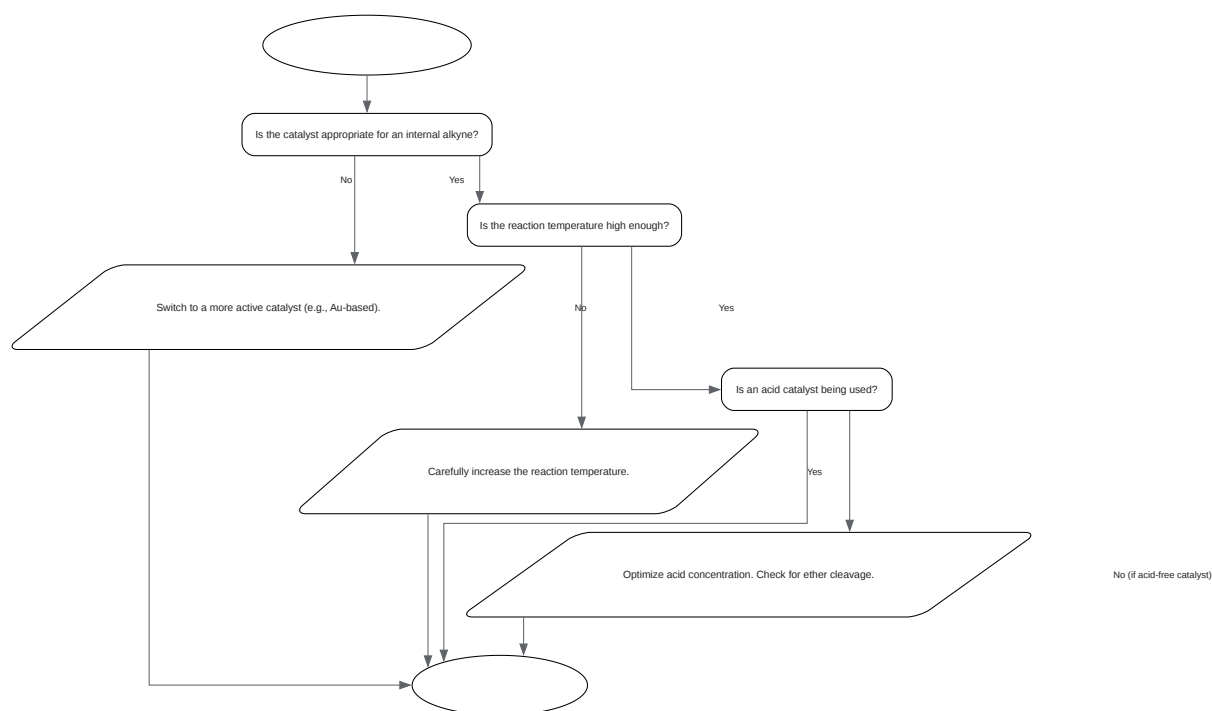 Is the catalyst appropriate for an internal alkyne?
No
Yes
Is the reaction temperature high enough?
Switch to a more active catalyst (e.g., Au-based).
No
Yes
Is an acid catalyst being used?
Carefully increase the reaction temperature.
Yes
Optimize acid concentration. Check for ether cleavage.
No (if acid-free catalyst)